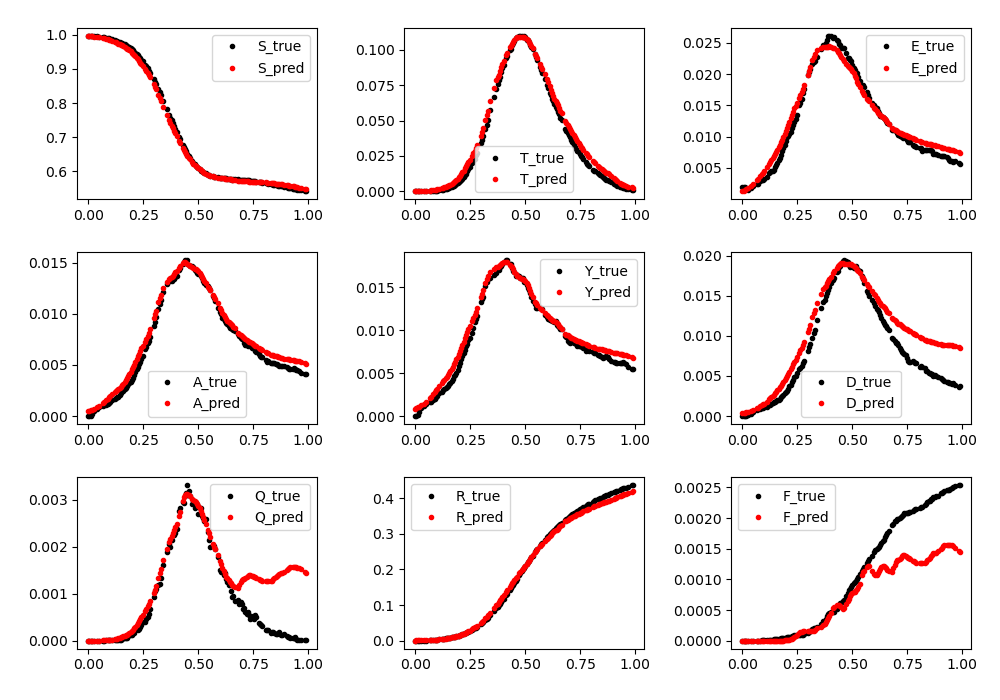 1.0
0.9
0.8
0.7
0.6
S_true
S_pred
0.00 0.25 0.50 0.75 1.00
0.100
0.075
0.050
0.025
0.000
T_true
T_pred
0.00 0.25 0.50 0.75 1.00
0.025
0.020
0.015
0.010
0.005
E_true
E_pred
0.00 0.25 0.50 0.75 1.00
0.015
0.010
0.005
0.000
A_true
A_pred
0.00 0.25 0.50 0.75 1.00
0.015
0.010
0.005
0.000
Y_true
Y_pred
0.00 0.25 0.50 0.75 1.00
0.020
0.015
0.010
0.005
0.000
D_true
D_pred
0.00 0.25 0.50 0.75 1.00
0.003
0.002
0.001
0.000
Q_true
Q_pred
0.00 0.25 0.50 0.75 1.00
0.4
0.3
0.2
0.1
0.0
R_true
R_pred
0.00 0.25 0.50 0.75 1.00
0.0025
0.0020
0.0015
0.0010
0.0005
0.0000
F_true
F_pred
0.00 0.25 0.50 0.75 1.00